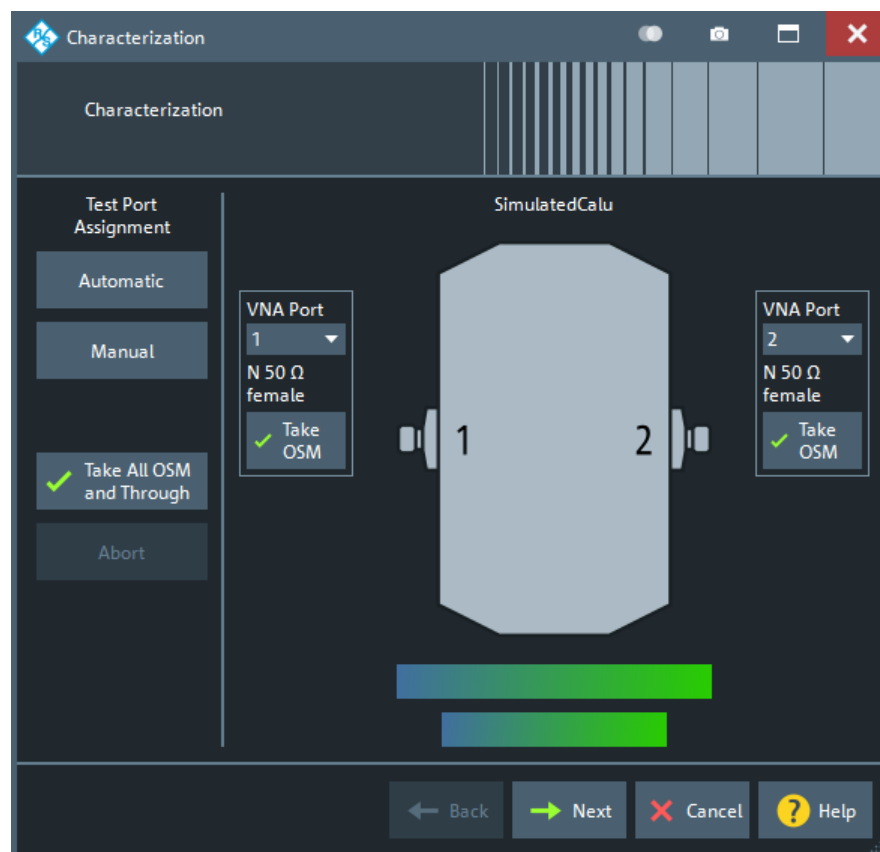 R&S
Characterization
Characterization
Test Port
Assignment
Automatic
Manual
Take All OSM
and Through
Abort
SimulatedCalu
VNA Port
1
N 50 Ω
female
Take
OSM
1
2
VNA Port
2
N 50 Ω
female
Take
OSM
Back
Next
Cancel
? Help